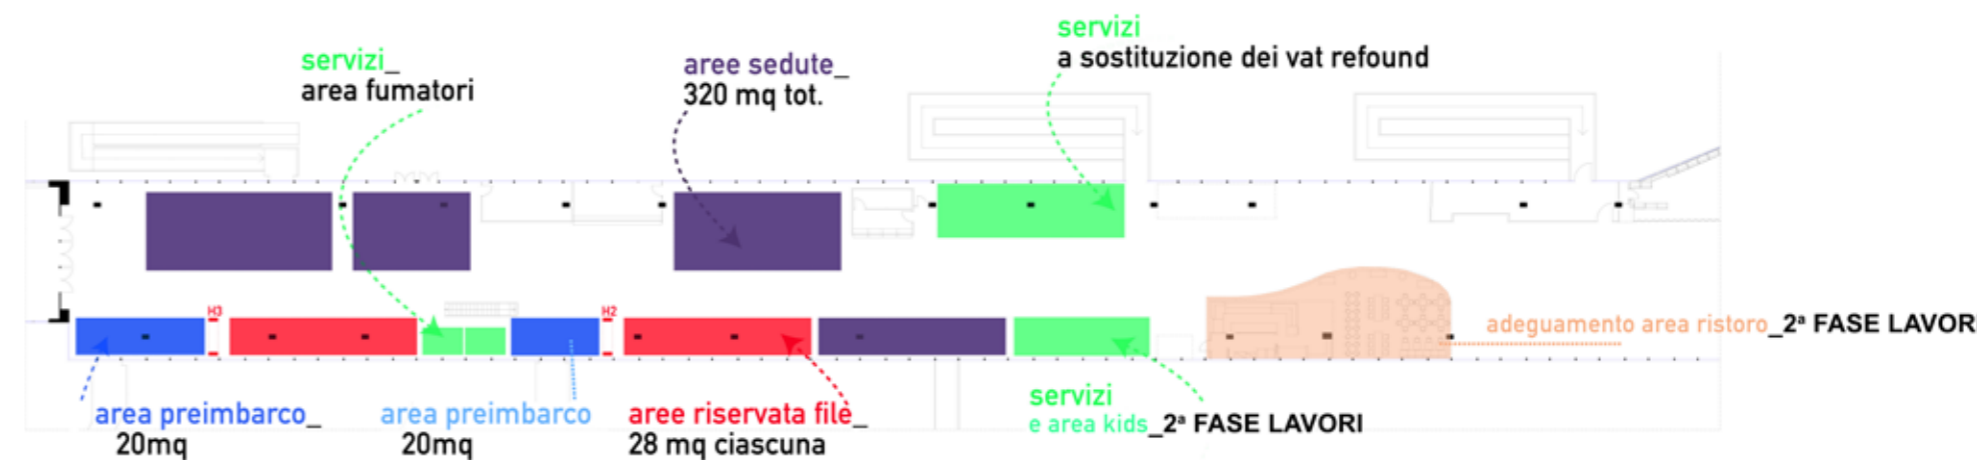 servizi_
area fumatori
aree sedute_
320 mq tot.
servizi
a sostituzione dei vat refound
H3
H2
adeguamento area ristoro_2ª FASE LAVORI
area preimbarco_
20mq
area preimbarco
20mq
aree riservata file_
28 mq ciascuna
servizi
e area kids_2ª FASE LAVORI